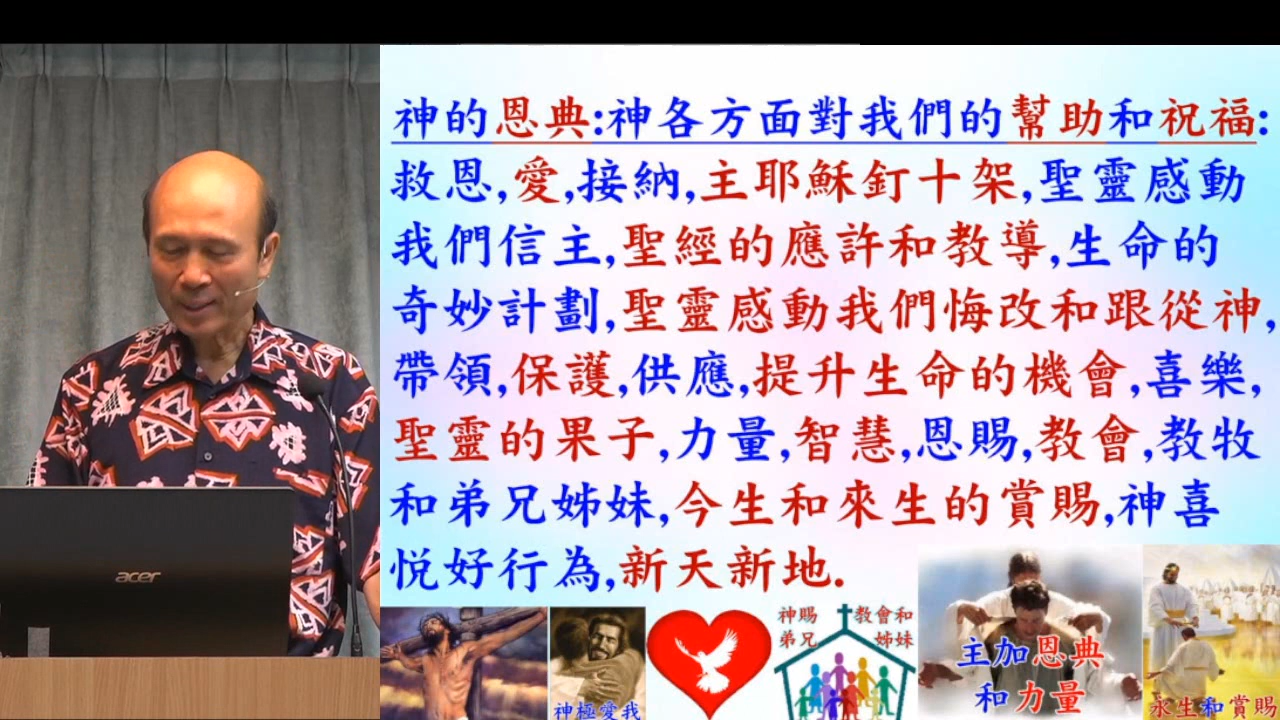 神的恩典:神各方面對我們的幫助和祝福:
救恩,愛,接納,主耶穌釘十架,聖靈感動
我們信主,聖經的應許和教導,生命的
奇妙計劃,聖靈感動我們悔改和跟從神,
帶領,保護,供應,提升生命的機會,喜樂,
聖靈的果子,力量,智慧,恩賜,教會,教牧
和弟兄姊妹,今生和來生的賞賜,神喜
悅好行為,新天新地.
acer
神極愛我
神賜 教會和
弟兄 姊妹
主加恩典
和力量
永生和賞賜